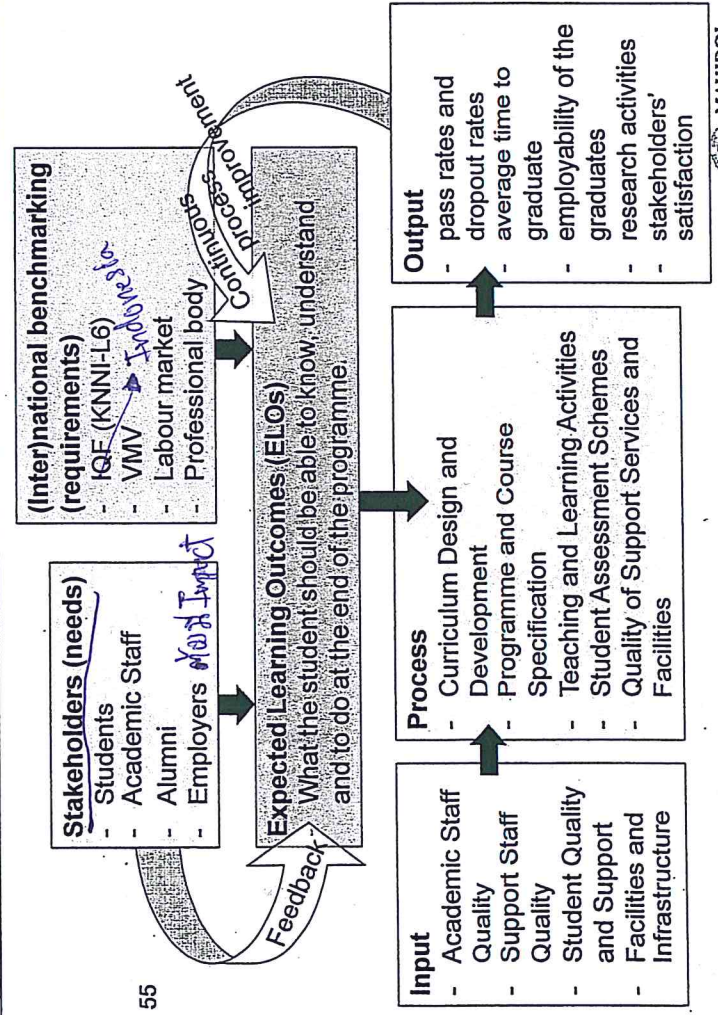 55
Stakeholders (needs)
- Students
- Academic Staff
- Alumni
- Employers ต้องมี Impact
(Inter)national benchmarking
(requirements)
- IQF (KNNI-L6)
- VMV Indonesia
- Labour market
- Professional body
Feedback
Continuous
process
improvement
Expected Learning Outcomes (ELOs)
What the student should be able to know, understand
and to do at the end of the programme.
Input
- Academic Staff
Quality
- Support Staff
Quality
- Student Quality
and Support
- Facilities and
Infrastructure
Process
- Curriculum Design and
Development
- Programme and Course
Specification
- Teaching and Learning Activities
- Student Assessment Schemes
- Quality of Support Services and
Facilities
Output
- pass rates and
dropout rates
- average time to
graduate
- employability of the
graduates
- research activities
- stakeholders'
satisfaction